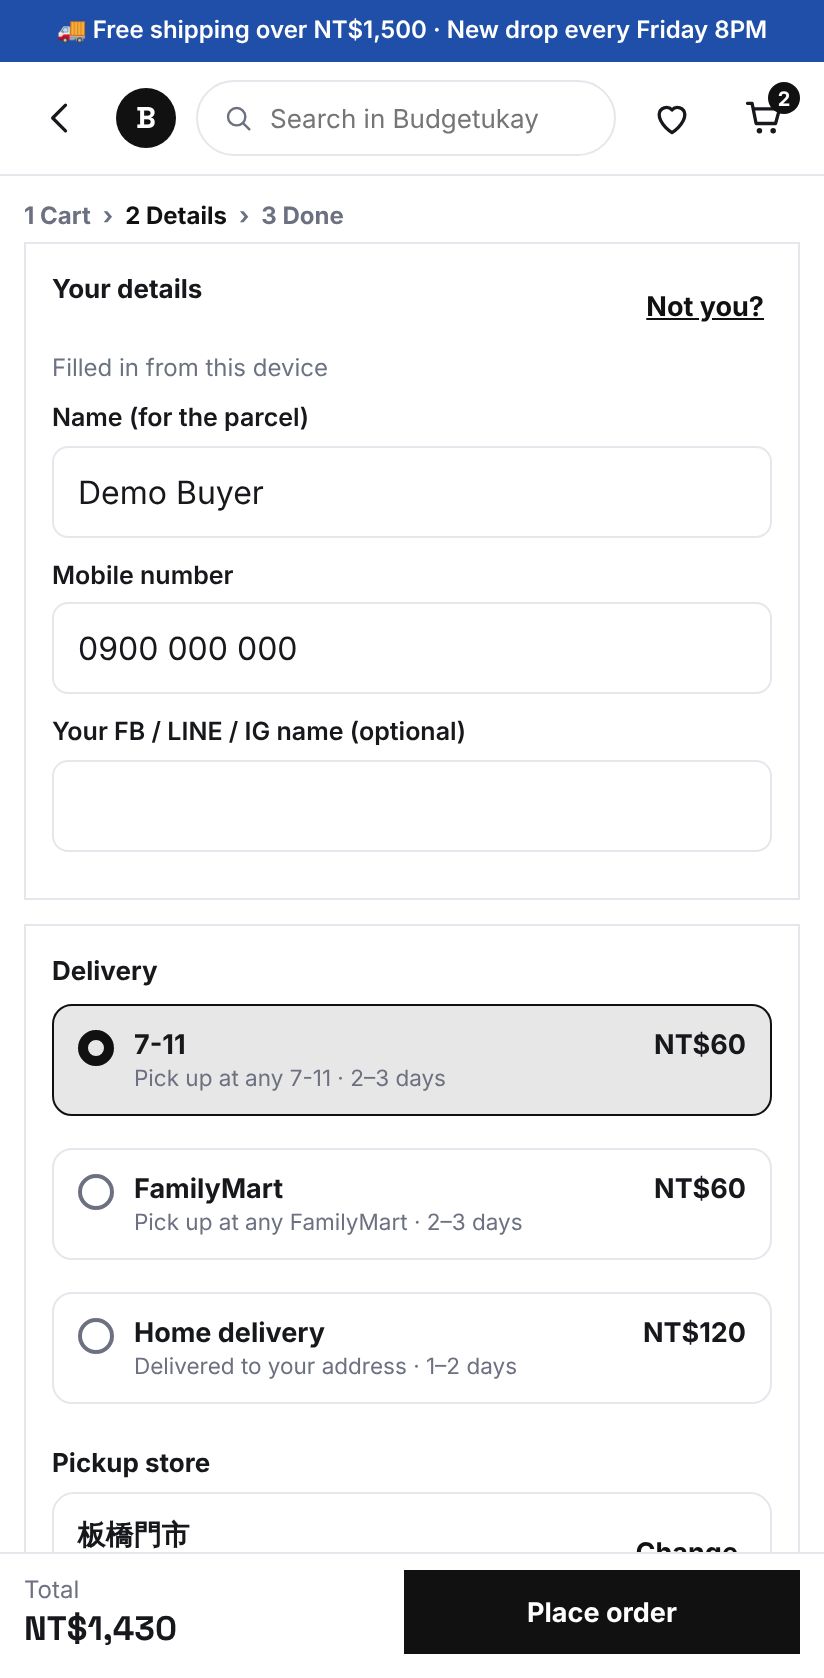 🚚 Free shipping over NT$1,500 · New drop every Friday 8PM
B
Search in Budgetukay
2
1 Cart › 2 Details › 3 Done
Your details
Not you?
Filled in from this device
Name (for the parcel)
Demo Buyer
Mobile number
0900 000 000
Your FB / LINE / IG name (optional)
Delivery
7-11 NT$60
Pick up at any 7-11 · 2–3 days
FamilyMart NT$60
Pick up at any FamilyMart · 2–3 days
Home delivery NT$120
Delivered to your address · 1–2 days
Pickup store
板橋門市
Change
Total
NT$1,430
Place order